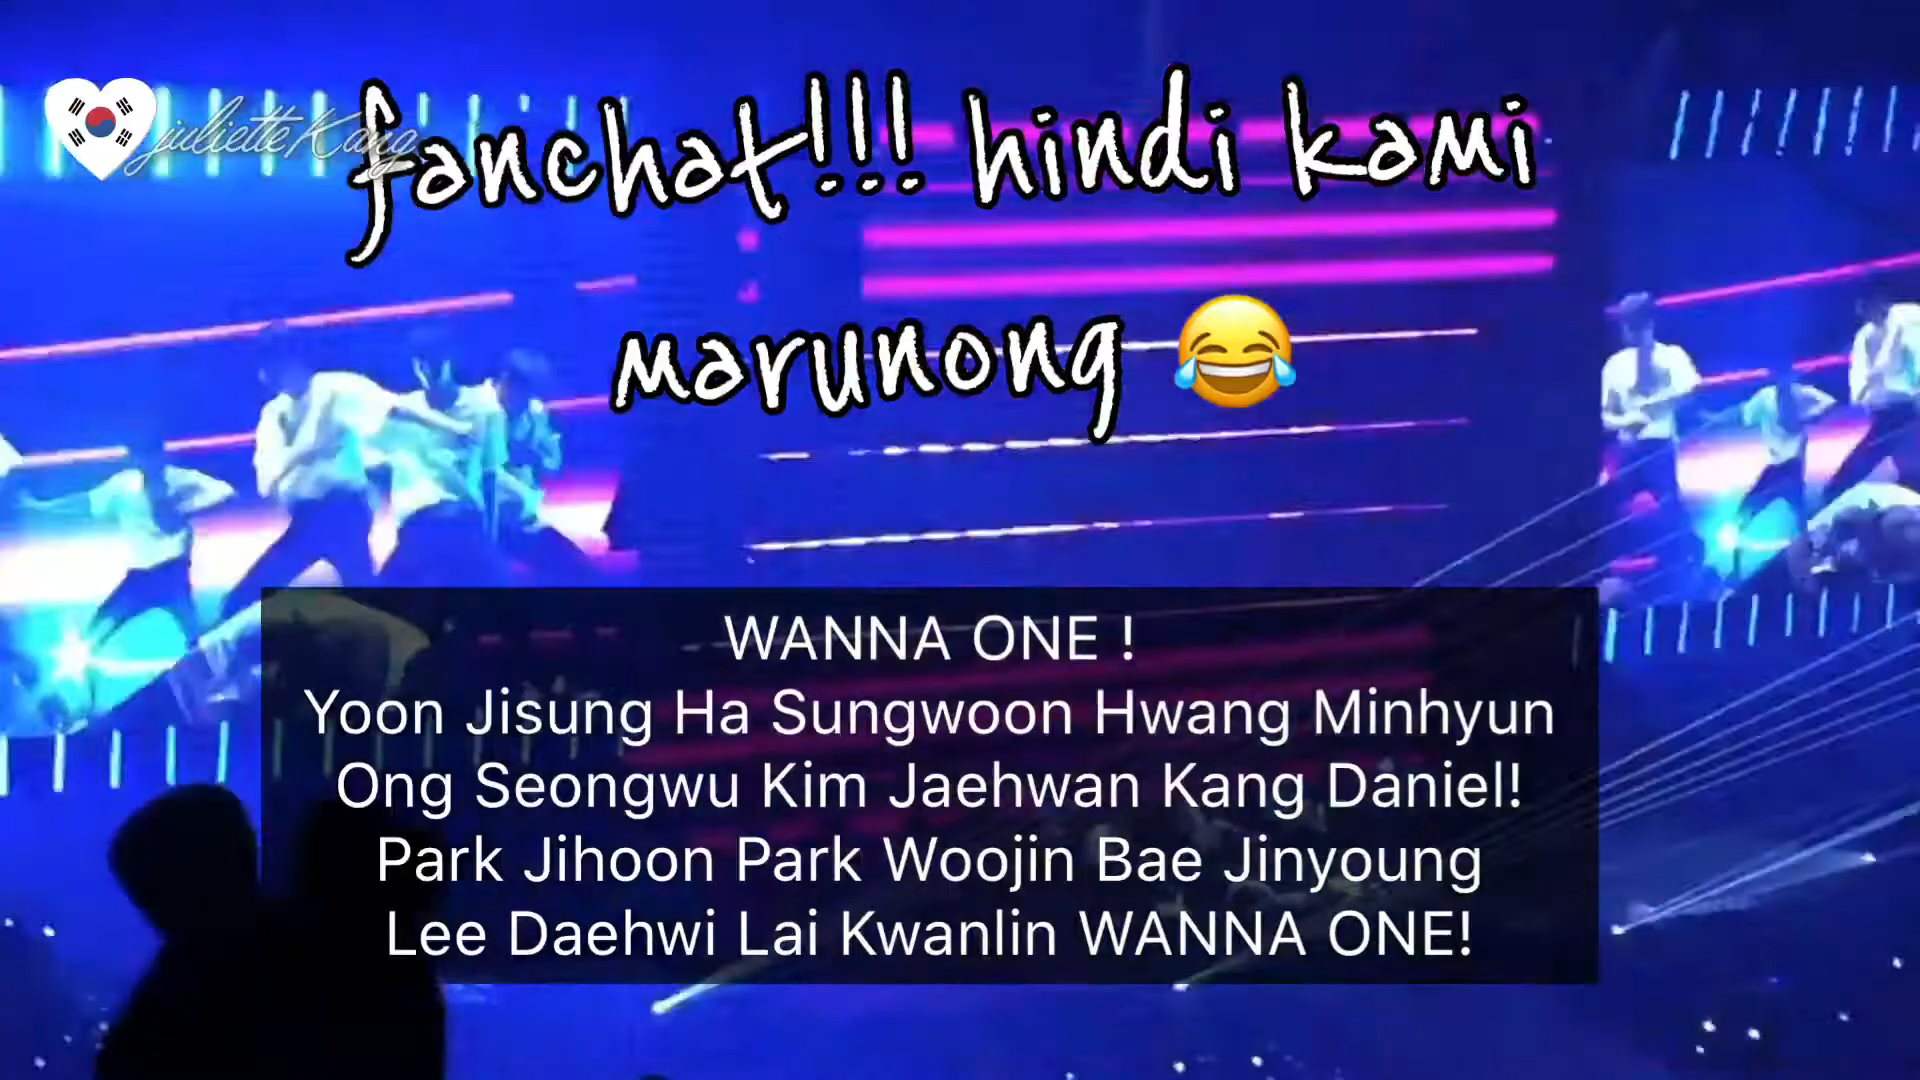 julietteKang
fanchat!!! hindi kami
marunong 😂
WANNA ONE !
Yoon Jisung Ha Sungwoon Hwang Minhyun
Ong Seongwu Kim Jaehwan Kang Daniel!
Park Jihoon Park Woojin Bae Jinyoung
Lee Daehwi Lai Kwanlin WANNA ONE!